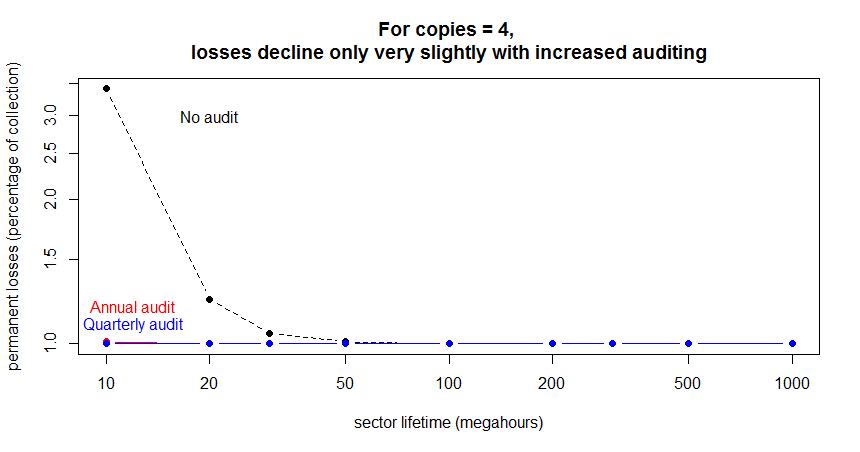 For copies = 4,
losses decline only very slightly with increased auditing
permanent losses (percentage of collection)
3.0
2.5
2.0
1.5
1.0
No audit
Annual audit
Quarterly audit
10 20 50 100 200 500 1000
sector lifetime (megahours)